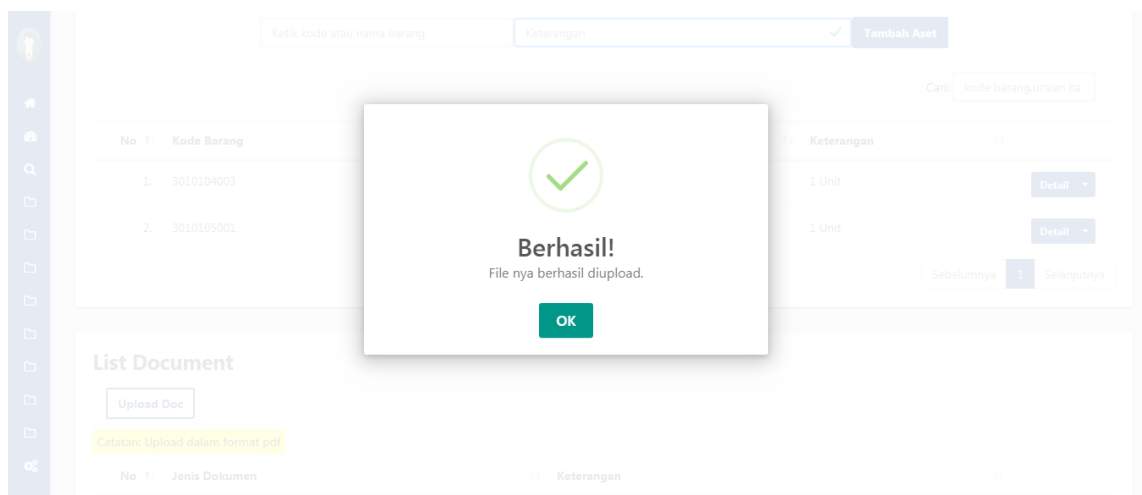 Ketik kode atau nama barang Keterangan Tambah Aset
Cari: kode barang,uraian ba
No Kode Barang Keterangan
1. 3010104003 1 Unit Detail
2. 3010105001 1 Unit Detail
Sebelumnya 1 Selanjutnya
Berhasil!
File nya berhasil diupload.
OK
List Document
Upload Doc
Catatan: Upload dalam format pdf
No Jenis Dokumen Keterangan